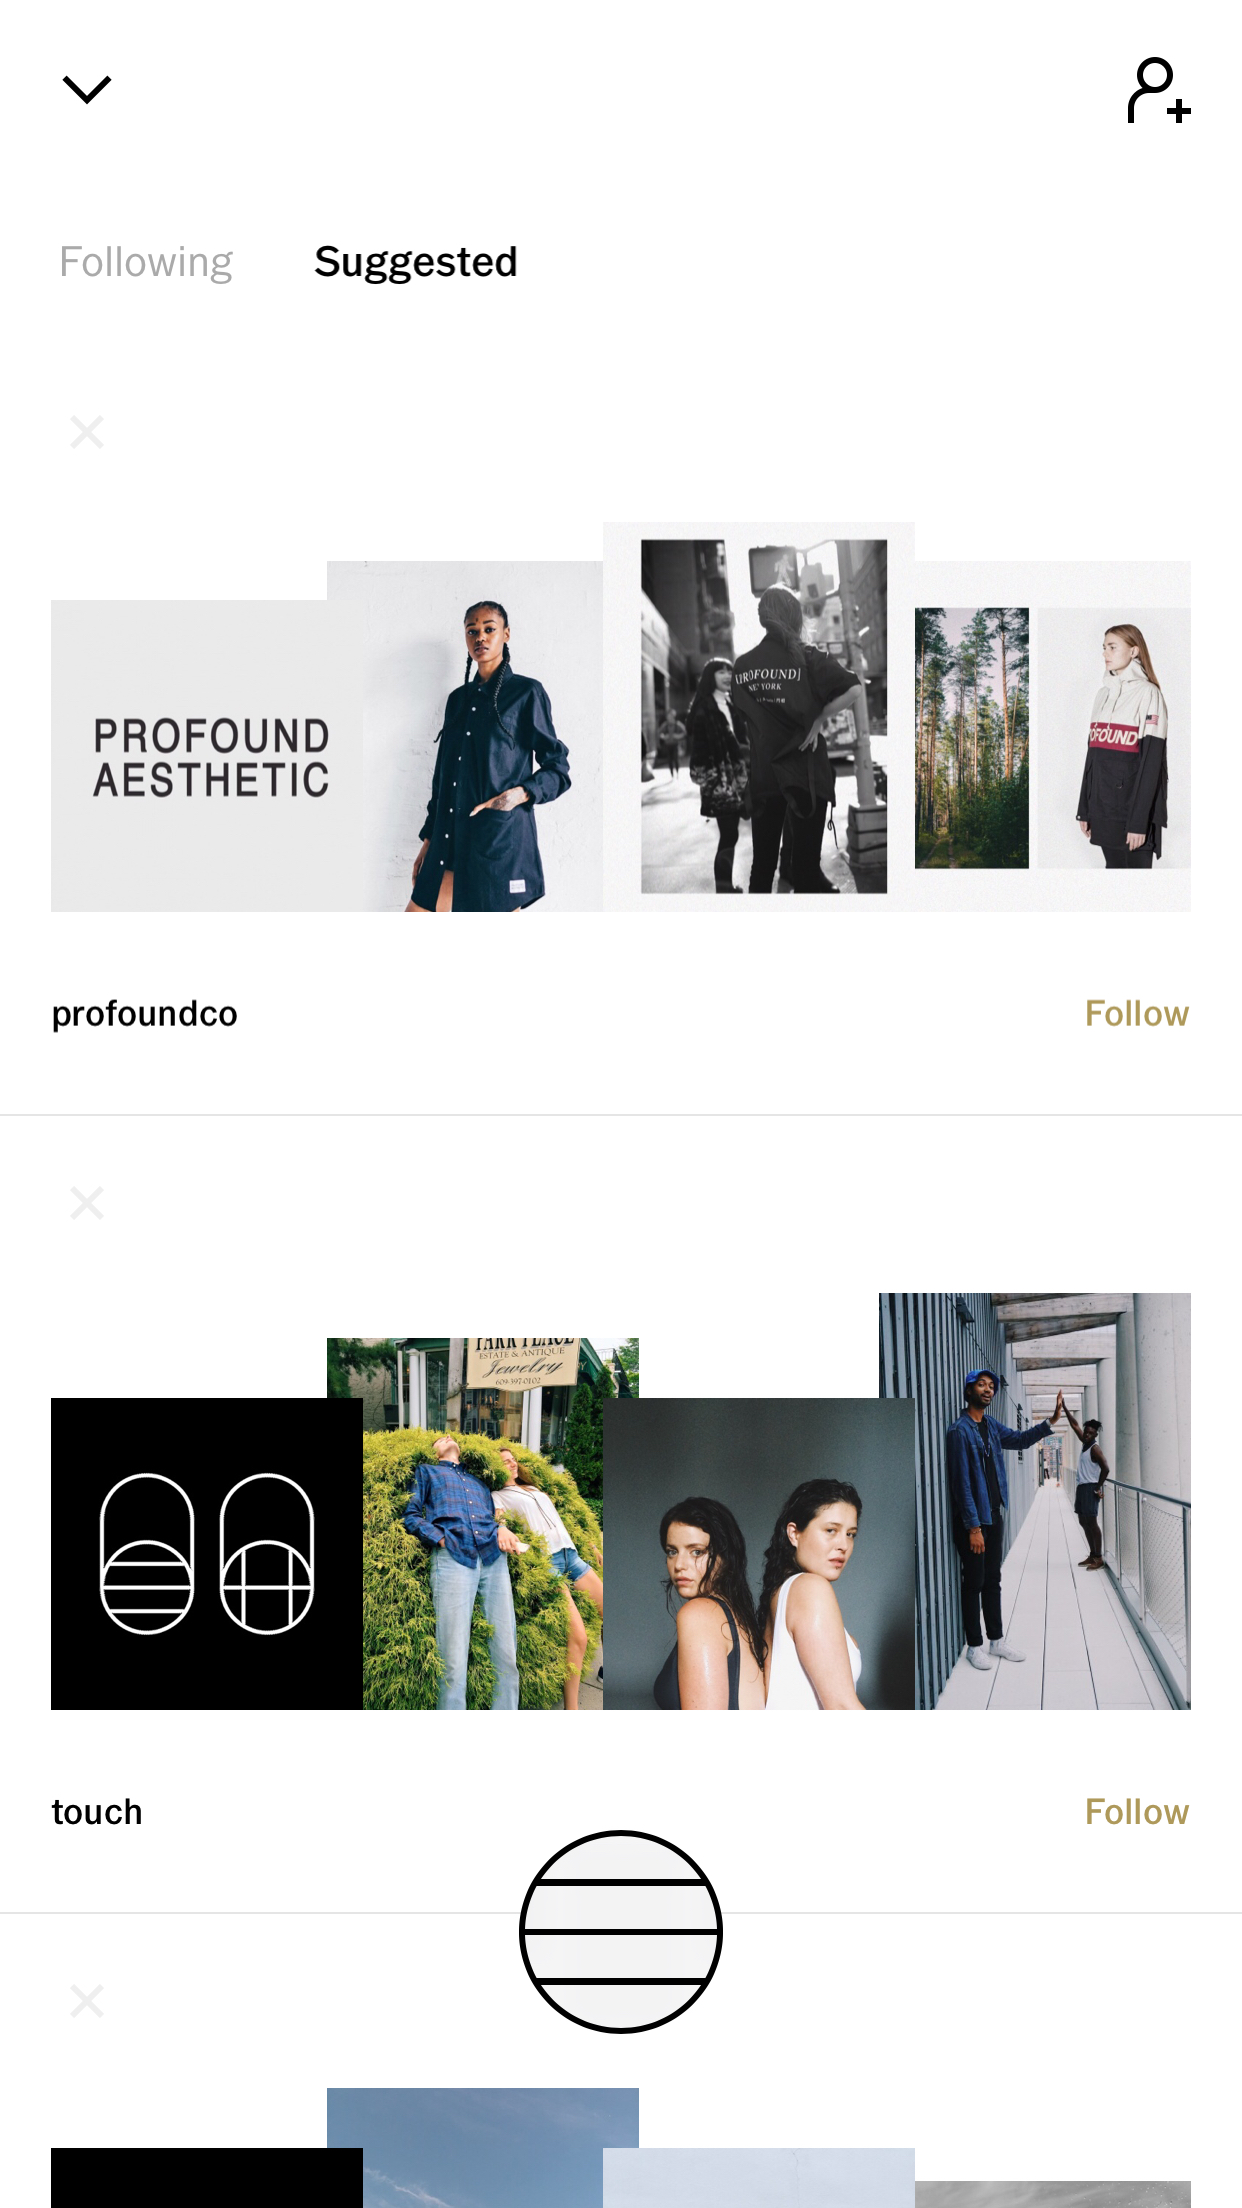 Following Suggested
PROFOUND
AESTHETIC
[PROFOUND]
NEW YORK
profoundco Follow
PARK PLACE
ESTATE & ANTIQUE
Jewelry
609-397-0102
touch Follow